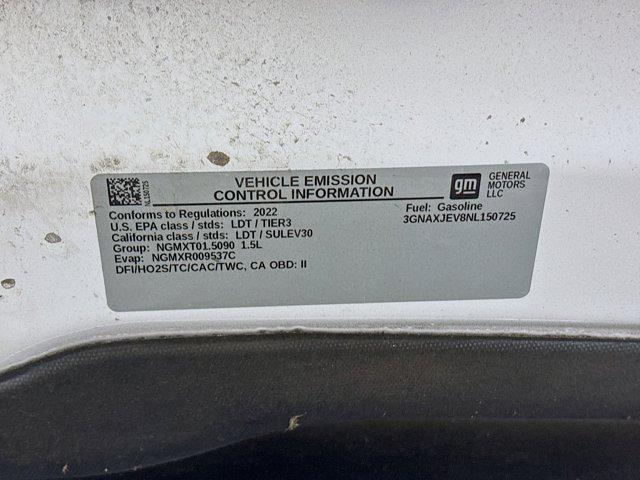 NL150725
VEHICLE EMISSION
CONTROL INFORMATION
gm
GENERAL
MOTORS
LLC
Conforms to Regulations: 2022
Fuel: Gasoline
U.S. EPA class / stds: LDT / TIER3
3GNAXJEV8NL150725
California class / stds: LDT / SULEV30
Group: NGMXT01.5090 1.5L
Evap: NGMXR009537C
DFI/HO2S/TC/CAC/TWC, CA OBD: II